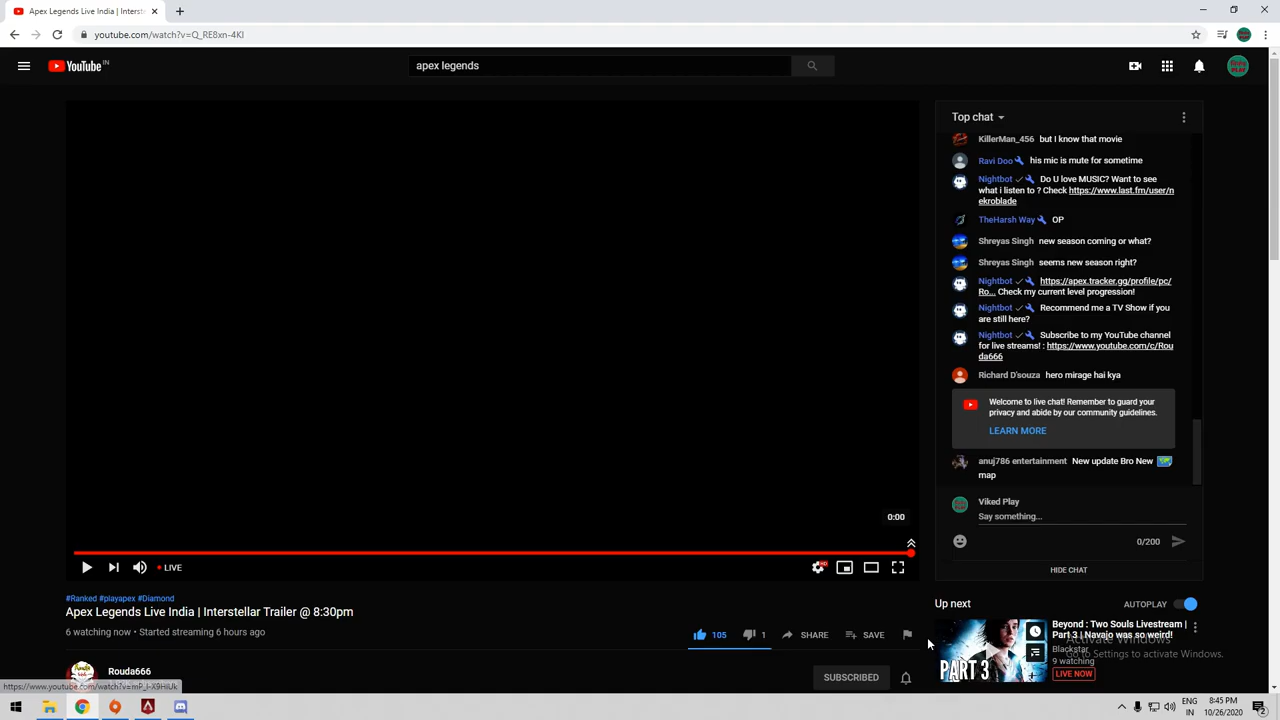 Apex Legends Live India | Interst
youtube.com/watch?v=Q_RE8xn-4KI
YouTube IN
apex legends
Top chat
KillerMan_456 but I know that movie
Ravi Doo his mic is mute for sometime
Nightbot Do U love MUSIC? Want to see
what i listen to ? Check https://www.last.fm/user/n
ekroblade
TheHarsh Way OP
Shreyas Singh new season coming or what?
Shreyas Singh seems new season right?
Nightbot https://apex.tracker.gg/profile/pc/
Ro... Check my current level progression!
Nightbot Recommend me a TV Show if you
are still here?
Nightbot Subscribe to my YouTube channel
for live streams! : https://www.youtube.com/c/Rou
da666
Richard D'souza hero mirage hai kya
Welcome to live chat! Remember to guard your
privacy and abide by our community guidelines.
LEARN MORE
anuj786 entertainment New update Bro New
map
Viked Play
Say something...
0/200
HIDE CHAT
0:00
LIVE
#Ranked #playapex #Diamond
Apex Legends Live India | Interstellar Trailer @ 8:30pm
6 watching now • Started streaming 6 hours ago
105 1 SHARE SAVE
Rouda666
SUBSCRIBED
Up next
AUTOPLAY
Beyond : Two Souls Livestream |
Part 3 | Navajo was so weird!
Blackstar
9 watching
LIVE NOW
PART 3
Activate Windows
Go to Settings to activate Windows.
https://www.youtube.com/watch?v=mP_l-X9HiUk
ENG
IN
8:45 PM
10/26/2020
2